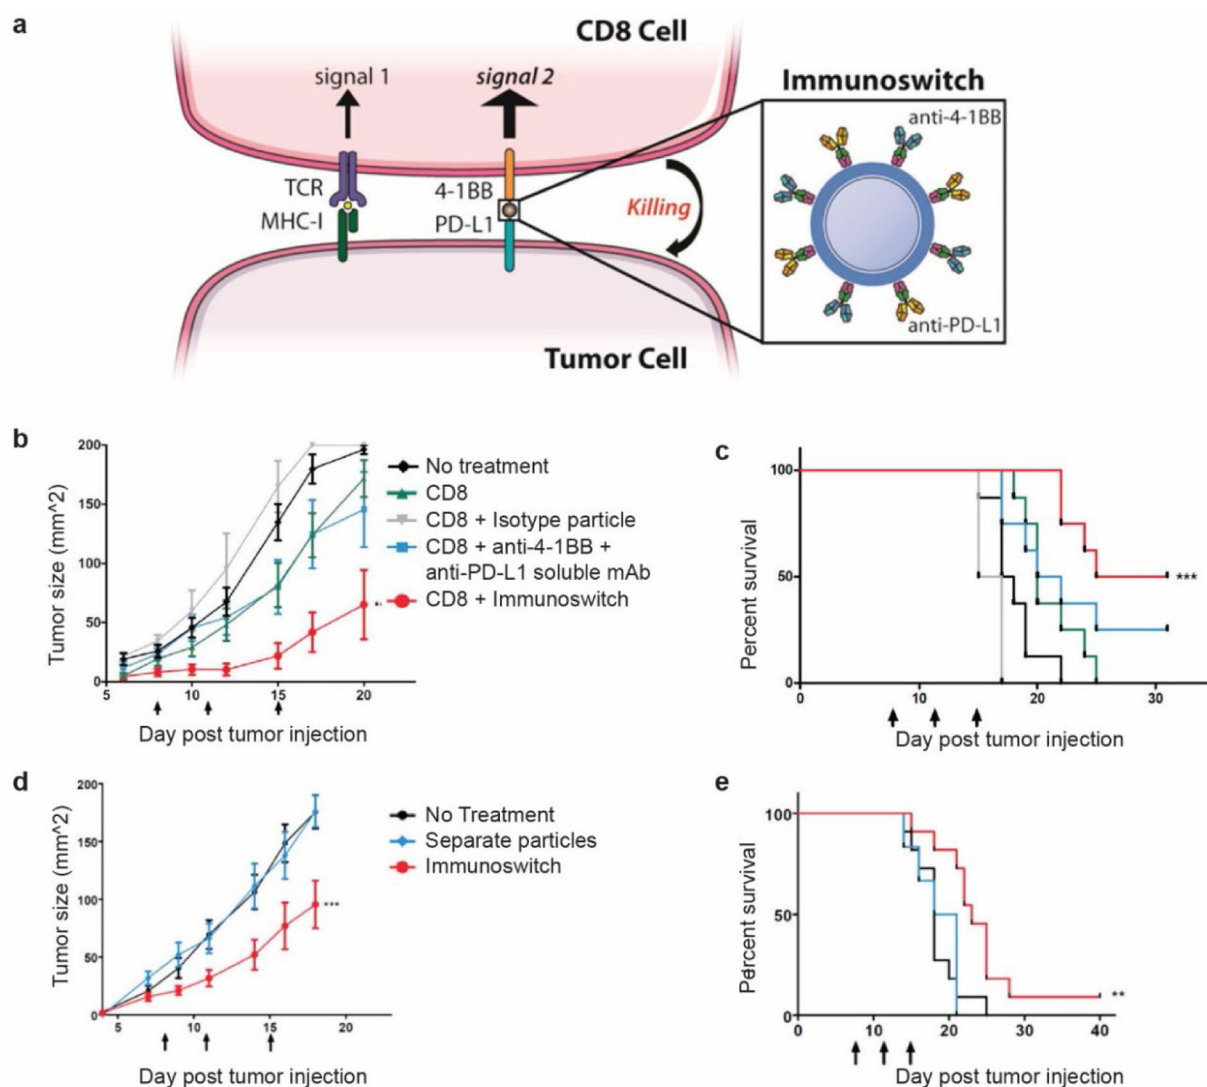 a
CD8 Cell
signal 1
signal 2
Immunoswitch
anti-4-1BB
TCR
4-1BB
MHC-I
PD-L1
Killing
anti-PD-L1
Tumor Cell
b
200
150
100
50
0
Tumor size (mm^2)
5
10
15
20
Day post tumor injection
No treatment
CD8
CD8 + Isotype particle
CD8 + anti-4-1BB +
anti-PD-L1 soluble mAb
CD8 + Immunoswitch
c
100
50
0
Percent survival
***
0
10
20
30
Day post tumor injection
d
200
150
100
50
0
Tumor size (mm^2)
***
5
10
15
20
Day post tumor injection
No Treatment
Separate particles
Immunoswitch
e
100
50
0
Percent survival
**
0
10
20
30
40
Day post tumor injection